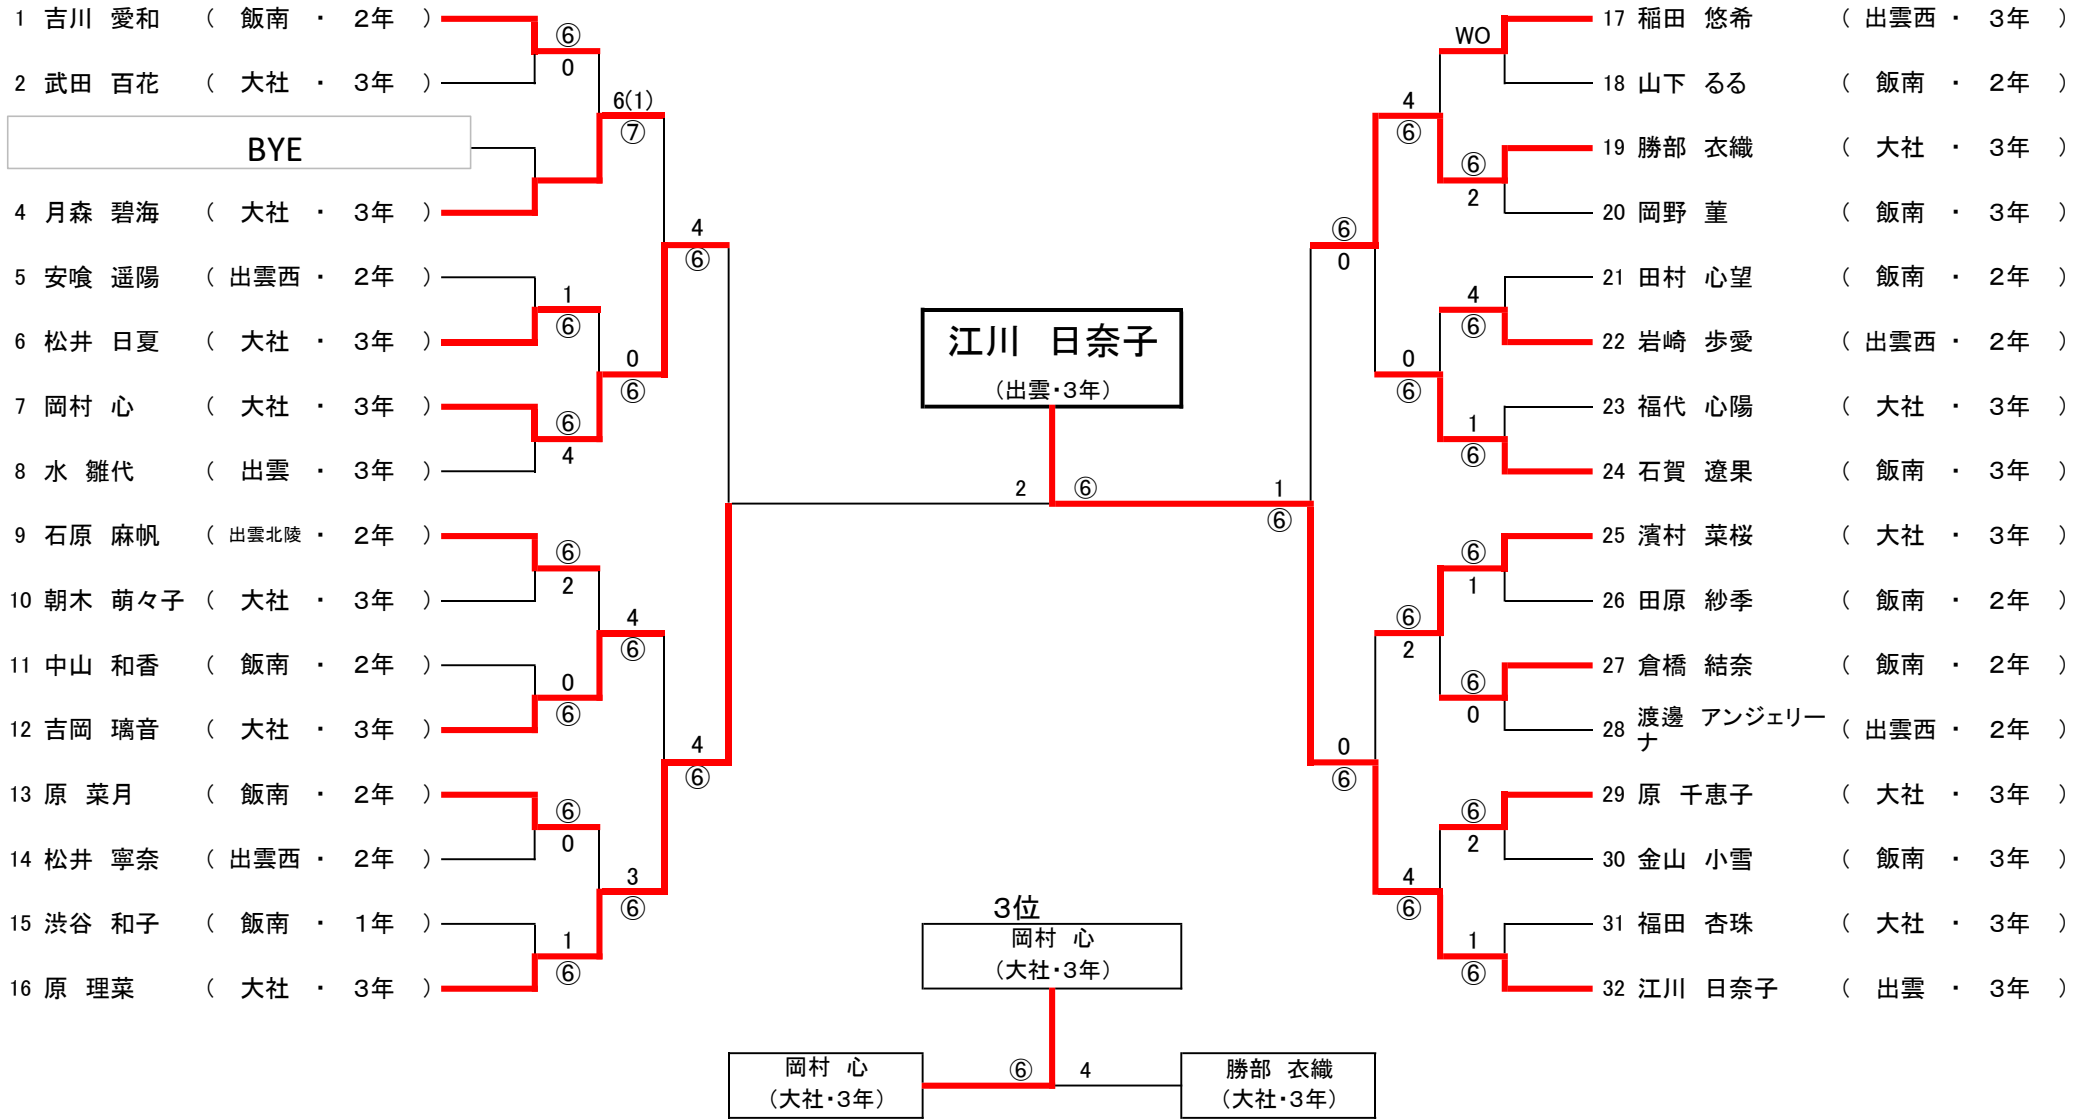 1 吉川 愛和 （ 飯南 ・ 2年 ）
⑥
0
2 武田 百花 （ 大社 ・ 3年 ）
6(1)
⑦
BYE
4 月森 碧海 （ 大社 ・ 3年 ）
4
⑥
5 安喰 遥陽 （ 出雲西 ・ 2年 ）
1
⑥
6 松井 日夏 （ 大社 ・ 3年 ）
0
⑥
7 岡村 心 （ 大社 ・ 3年 ）
⑥
4
8 水 雛代 （ 出雲 ・ 3年 ）
9 石原 麻帆 （ 出雲北陵 ・ 2年 ）
⑥
2
10 朝木 萌々子 （ 大社 ・ 3年 ）
4
⑥
11 中山 和香 （ 飯南 ・ 2年 ）
0
⑥
12 吉岡 璃音 （ 大社 ・ 3年 ）
4
⑥
13 原 菜月 （ 飯南 ・ 2年 ）
⑥
0
14 松井 寧奈 （ 出雲西 ・ 2年 ）
3
⑥
15 渋谷 和子 （ 飯南 ・ 1年 ）
1
⑥
16 原 理菜 （ 大社 ・ 3年 ）
江川 日奈子
（出雲・3年）
2 ⑥
1
⑥
17 稲田 悠希 （ 出雲西 ・ 3年 ）
WO
18 山下 るる （ 飯南 ・ 2年 ）
4
⑥
19 勝部 衣織 （ 大社 ・ 3年 ）
⑥
2
20 岡野 菫 （ 飯南 ・ 3年 ）
⑥
0
21 田村 心望 （ 飯南 ・ 2年 ）
4
⑥
22 岩崎 歩愛 （ 出雲西 ・ 2年 ）
0
⑥
23 福代 心陽 （ 大社 ・ 3年 ）
1
⑥
24 石賀 遼果 （ 飯南 ・ 3年 ）
25 濱村 菜桜 （ 大社 ・ 3年 ）
⑥
1
26 田原 紗季 （ 飯南 ・ 2年 ）
⑥
2
27 倉橋 結奈 （ 飯南 ・ 2年 ）
⑥
0
28 渡邊 アンジェリー
ナ （ 出雲西 ・ 2年 ）
0
⑥
29 原 千恵子 （ 大社 ・ 3年 ）
⑥
2
30 金山 小雪 （ 飯南 ・ 3年 ）
4
⑥
31 福田 杏珠 （ 大社 ・ 3年 ）
1
⑥
32 江川 日奈子 （ 出雲 ・ 3年 ）
3位
岡村 心
（大社・3年）
岡村 心
（大社・3年）
⑥ 4
勝部 衣織
（大社・3年）